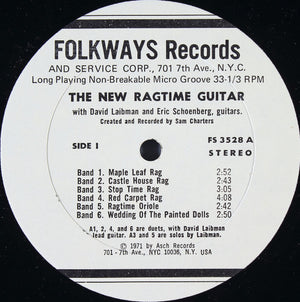 FOLKWAYS Records
AND SERVICE CORP., 701 7th Ave., N.Y.C.
Long Playing Non-Breakable Micro Groove 33-1/3 RPM
THE NEW RAGTIME GUITAR
with David Laibman and Eric Schoenberg, guitars.
Created and Recorded by Sam Charters
SIDE I
FS 3528 A
STEREO
Band 1. Maple Leaf Rag 2:52
Band 2. Castle House Rag 2:43
Band 3. Stop Time Rag 3:05
Band 4. Red Carpet Rag 4:08
Band 5. Ragtime Oriole 3:22
Band 6. Wedding Of The Painted Dolls 2:50
A1, 2, 4, and 6 are duets, with David Laibman
lead guitar. A3 and 5 are solos by Laibman.
© 1971 by Asch Records
701 - 7th Ave., NYC 10036, N.Y. USA